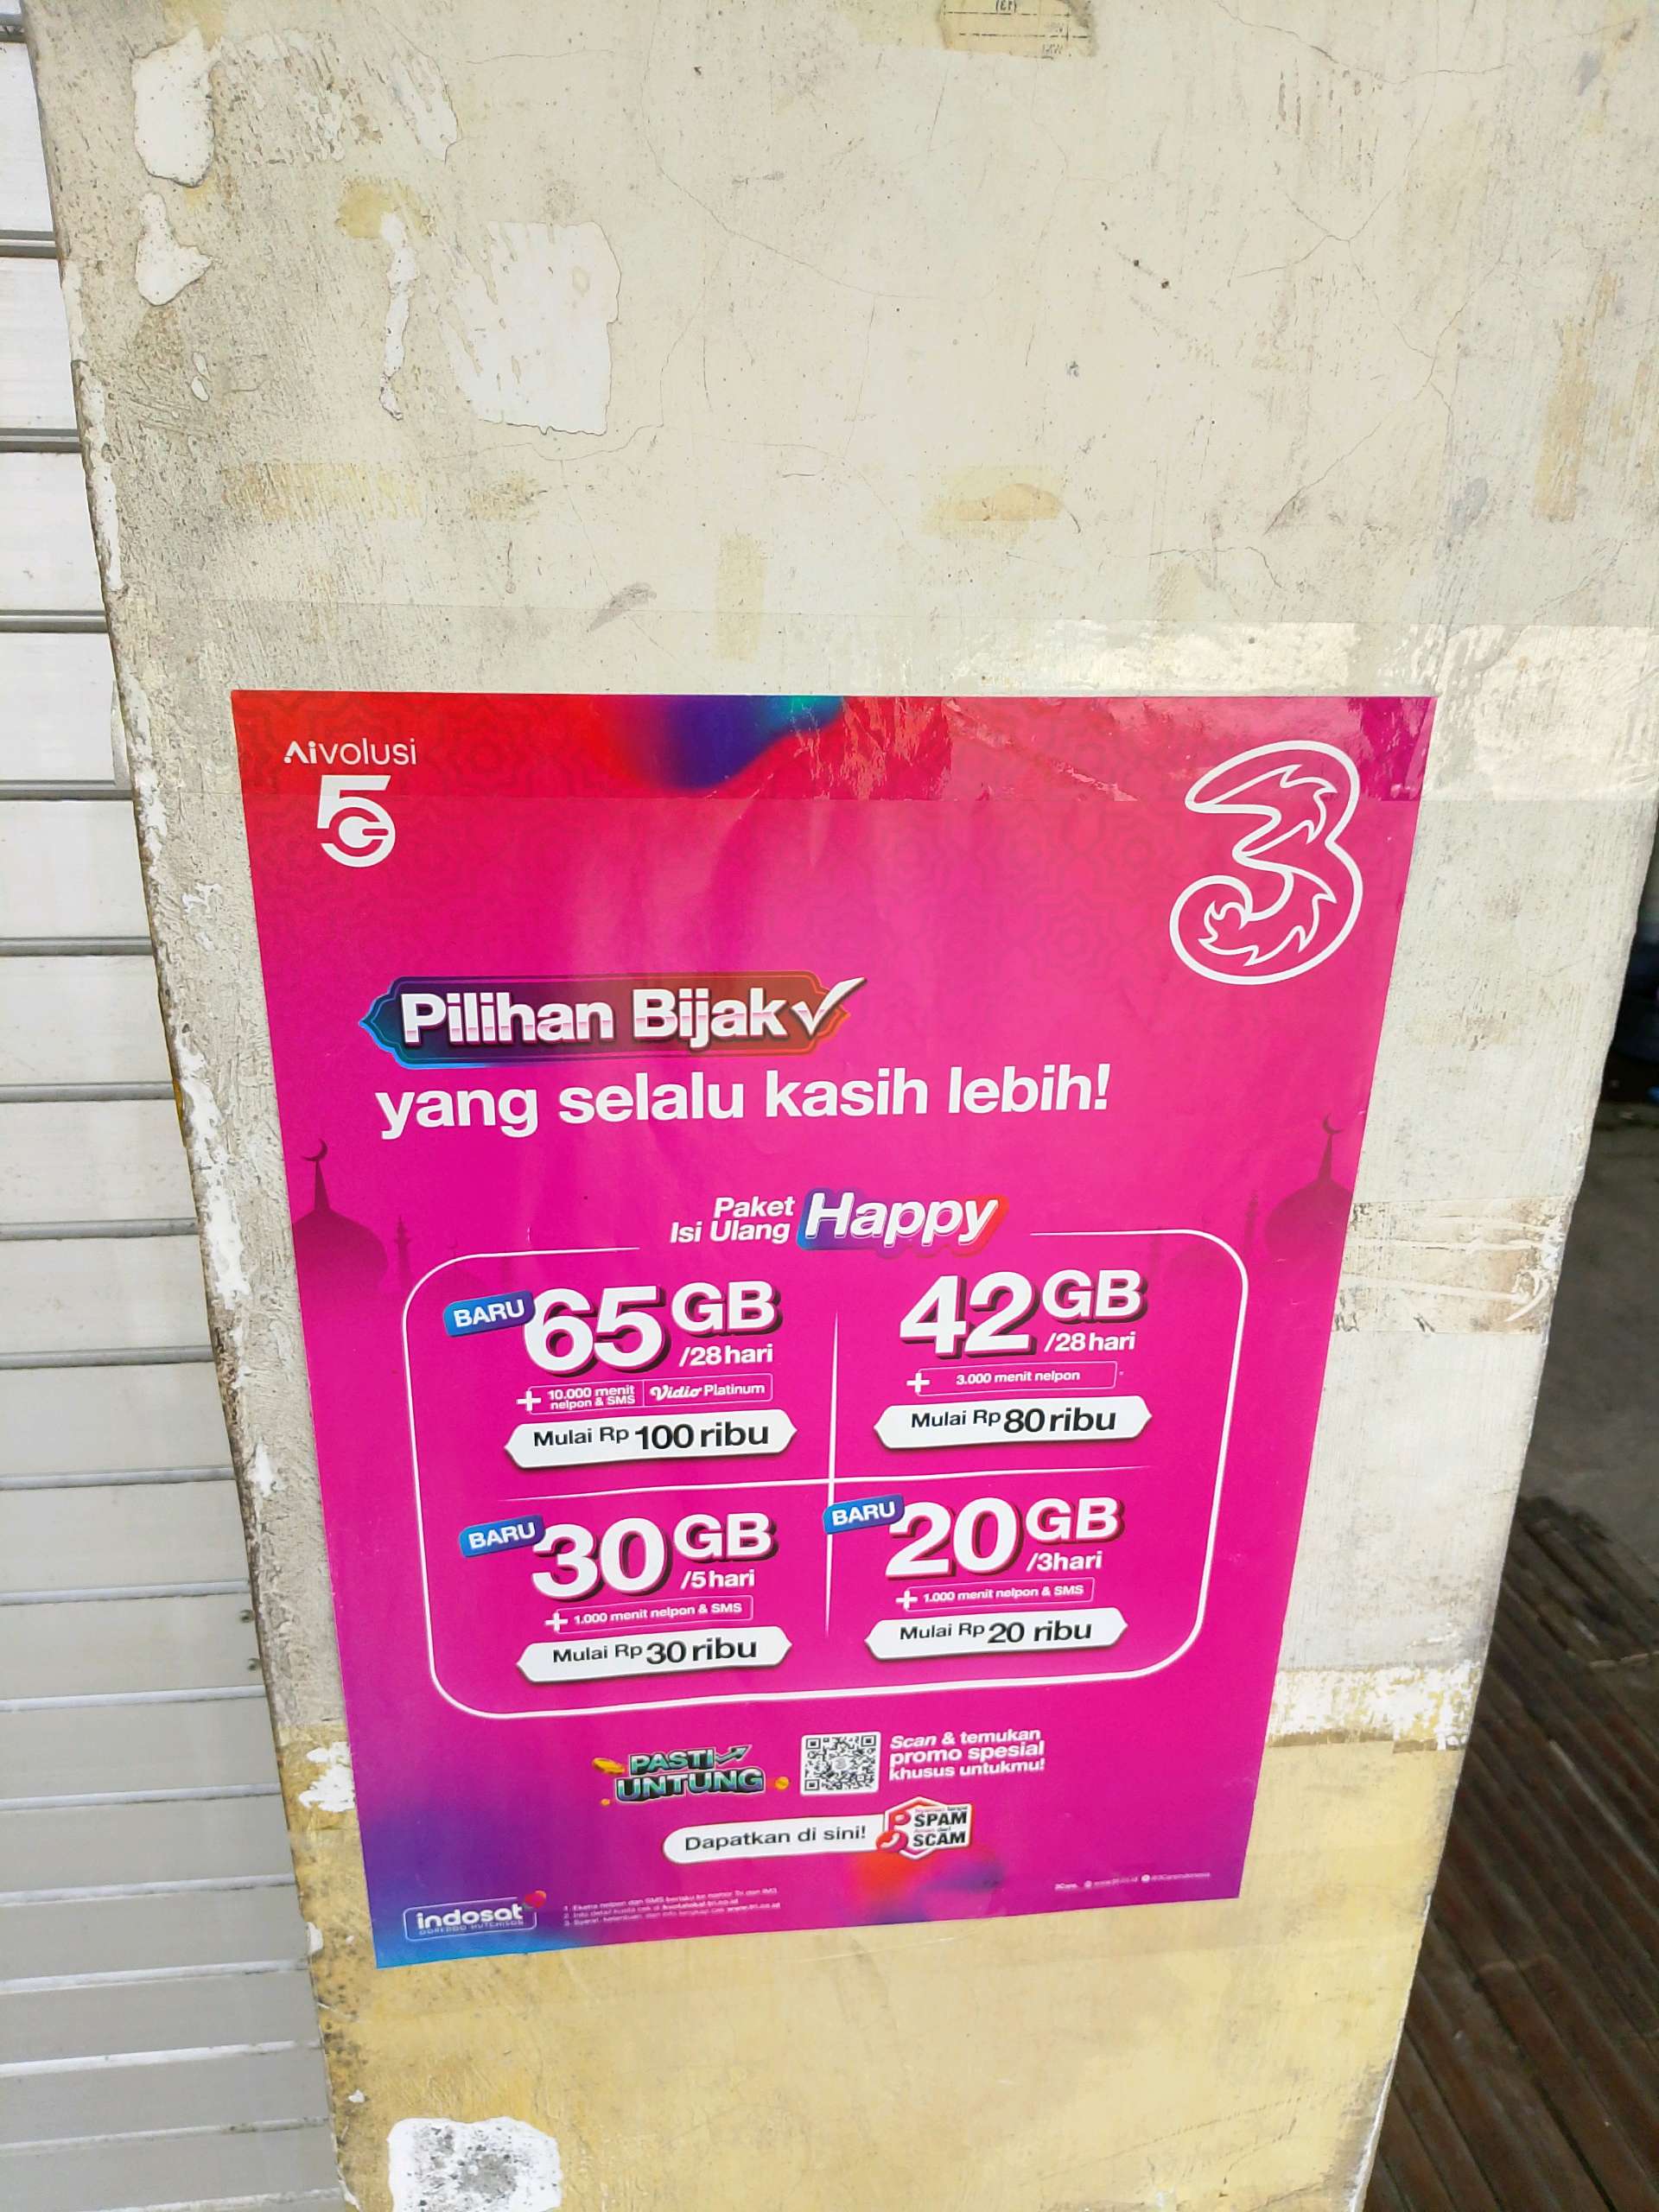 Aivolusi
5G
3
Pilihan Bijak
yang selalu kasih lebih!
Paket
Isi Ulang
Happy
BARU
65 GB
/28 hari
+ 10.000 menit
nelpon & SMS
Vidio Platinum
Mulai Rp 100 ribu
42 GB
/28 hari
+ 3.000 menit nelpon
Mulai Rp 80 ribu
BARU
30 GB
/5 hari
+ 1.000 menit nelpon & SMS
Mulai Rp 30 ribu
BARU
20 GB
/3hari
+ 1.000 menit nelpon & SMS
Mulai Rp 20 ribu
PASTI
UNTUNG
Scan & temukan
promo spesial
khusus untukmu!
Dapatkan di sini!
SPAM
SCAM
indosat
OOREDOO HUTCHISON